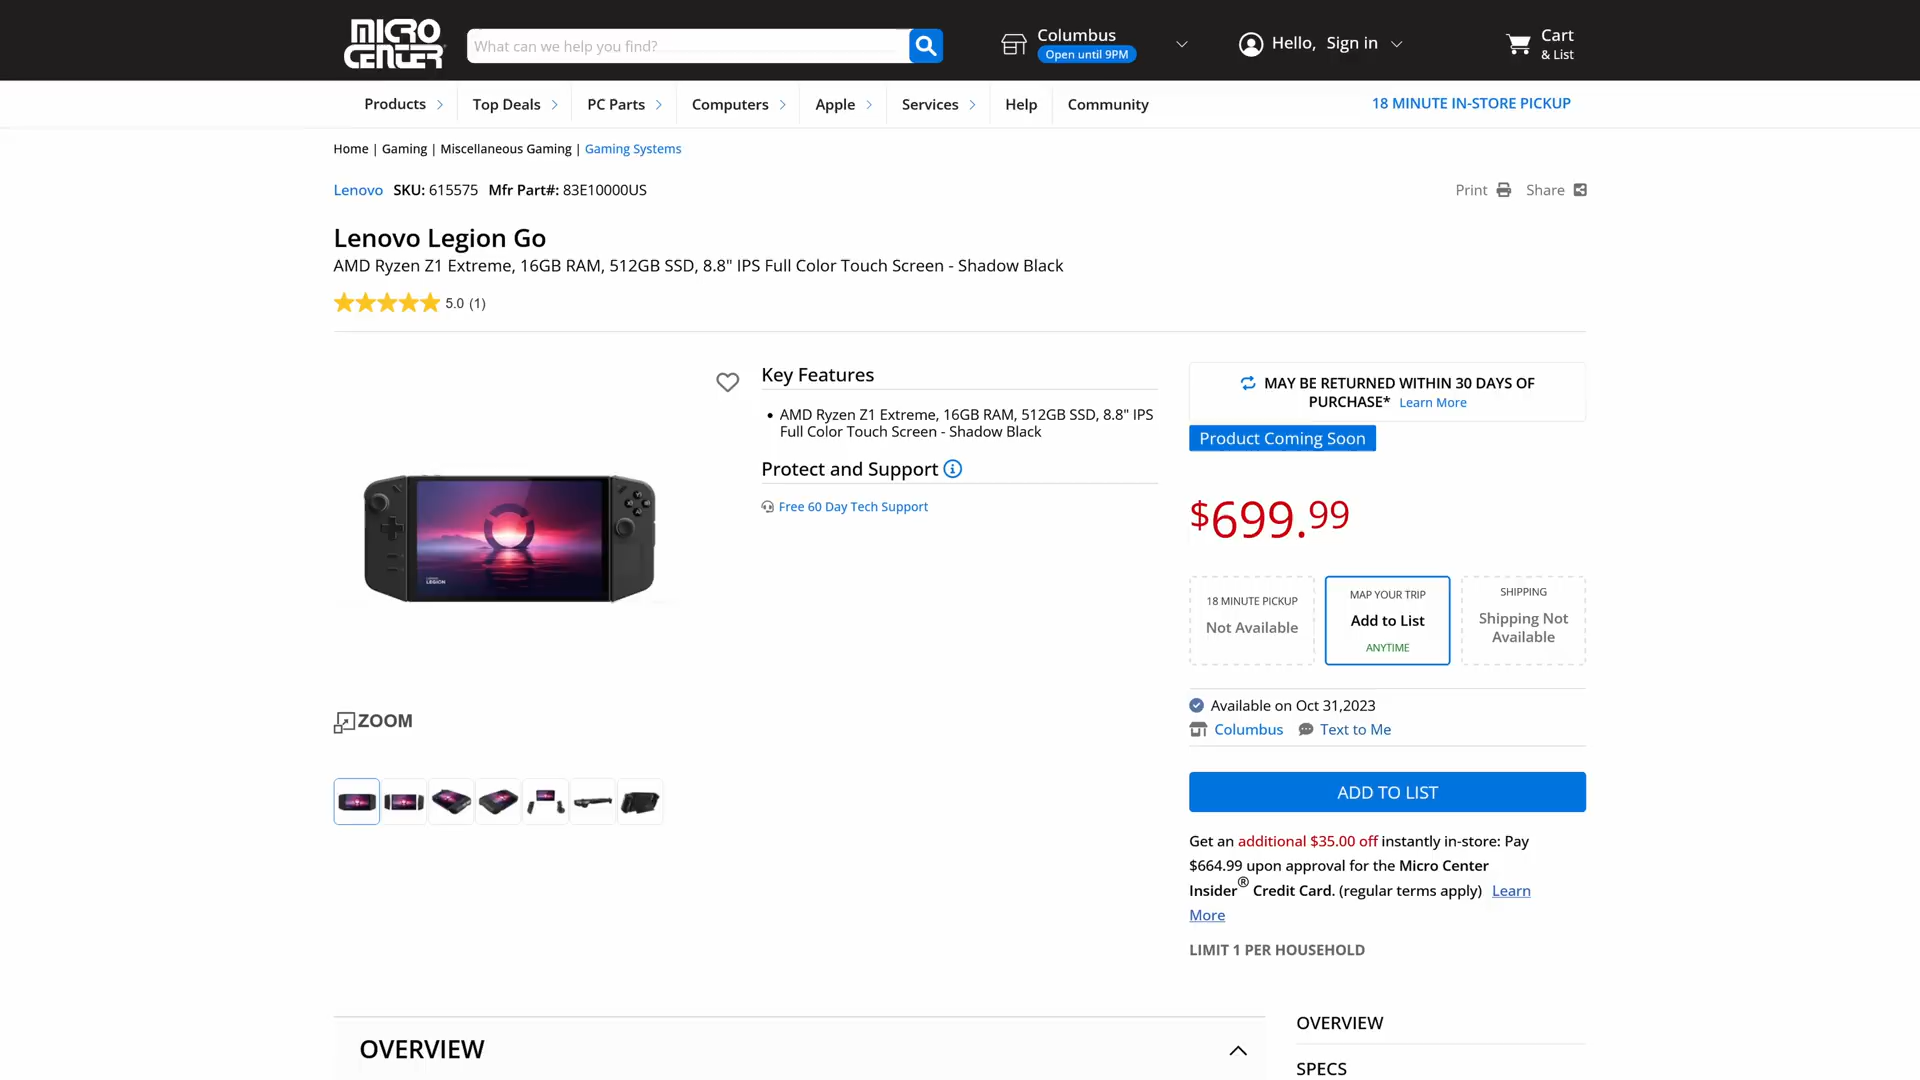 MICRO CENTER
What can we help you find?
Columbus
Open until 9PM
Hello, Sign in
Cart
& List
Products
Top Deals
PC Parts
Computers
Apple
Services
Help
Community
18 MINUTE IN-STORE PICKUP
Home | Gaming | Miscellaneous Gaming | Gaming Systems
Lenovo SKU: 615575 Mfr Part#: 83E10000US
Print
Share
Lenovo Legion Go
AMD Ryzen Z1 Extreme, 16GB RAM, 512GB SSD, 8.8" IPS Full Color Touch Screen - Shadow Black
5.0 (1)
LEGION
ZOOM
Key Features
• AMD Ryzen Z1 Extreme, 16GB RAM, 512GB SSD, 8.8" IPS
Full Color Touch Screen - Shadow Black
Protect and Support
Free 60 Day Tech Support
MAY BE RETURNED WITHIN 30 DAYS OF
PURCHASE* Learn More
Product Coming Soon
$699.99
18 MINUTE PICKUP
Not Available
MAP YOUR TRIP
Add to List
ANYTIME
SHIPPING
Shipping Not
Available
Available on Oct 31,2023
Columbus
Text to Me
ADD TO LIST
Get an additional $35.00 off instantly in-store: Pay
$664.99 upon approval for the Micro Center
Insider® Credit Card. (regular terms apply) Learn
More
LIMIT 1 PER HOUSEHOLD
OVERVIEW
OVERVIEW
SPECS